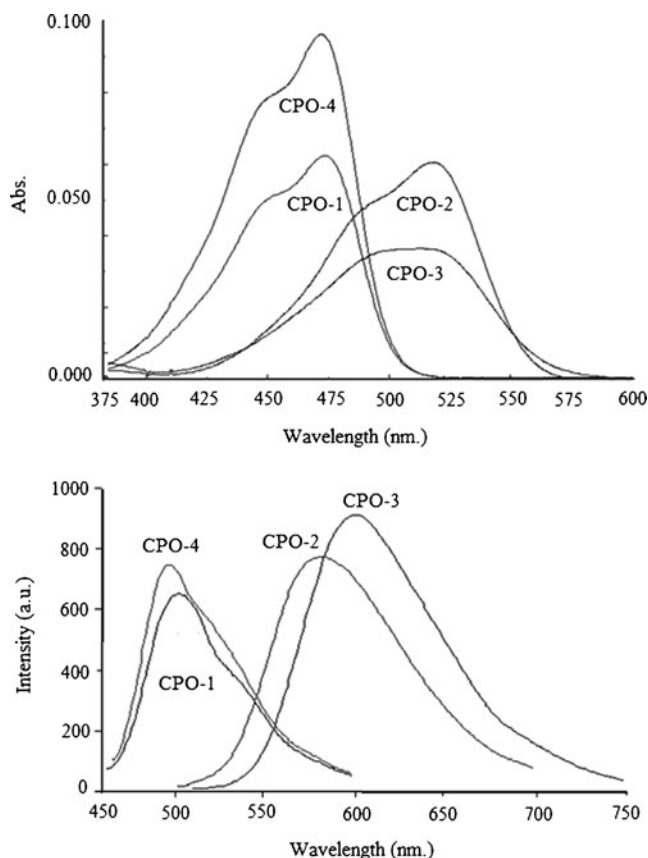 0.100
CPO-4
CPO-1
0.050
CPO-2
CPO-3
Abs.
0.000
375 400 425 450 475 500 525 550 575 600
Wavelength (nm.)
1000
CPO-3
CPO-4
CPO-2
800
600
CPO-1
400
200
0
Intensity (a.u.)
450 500 550 600 650 700 750
Wavelength (nm.)